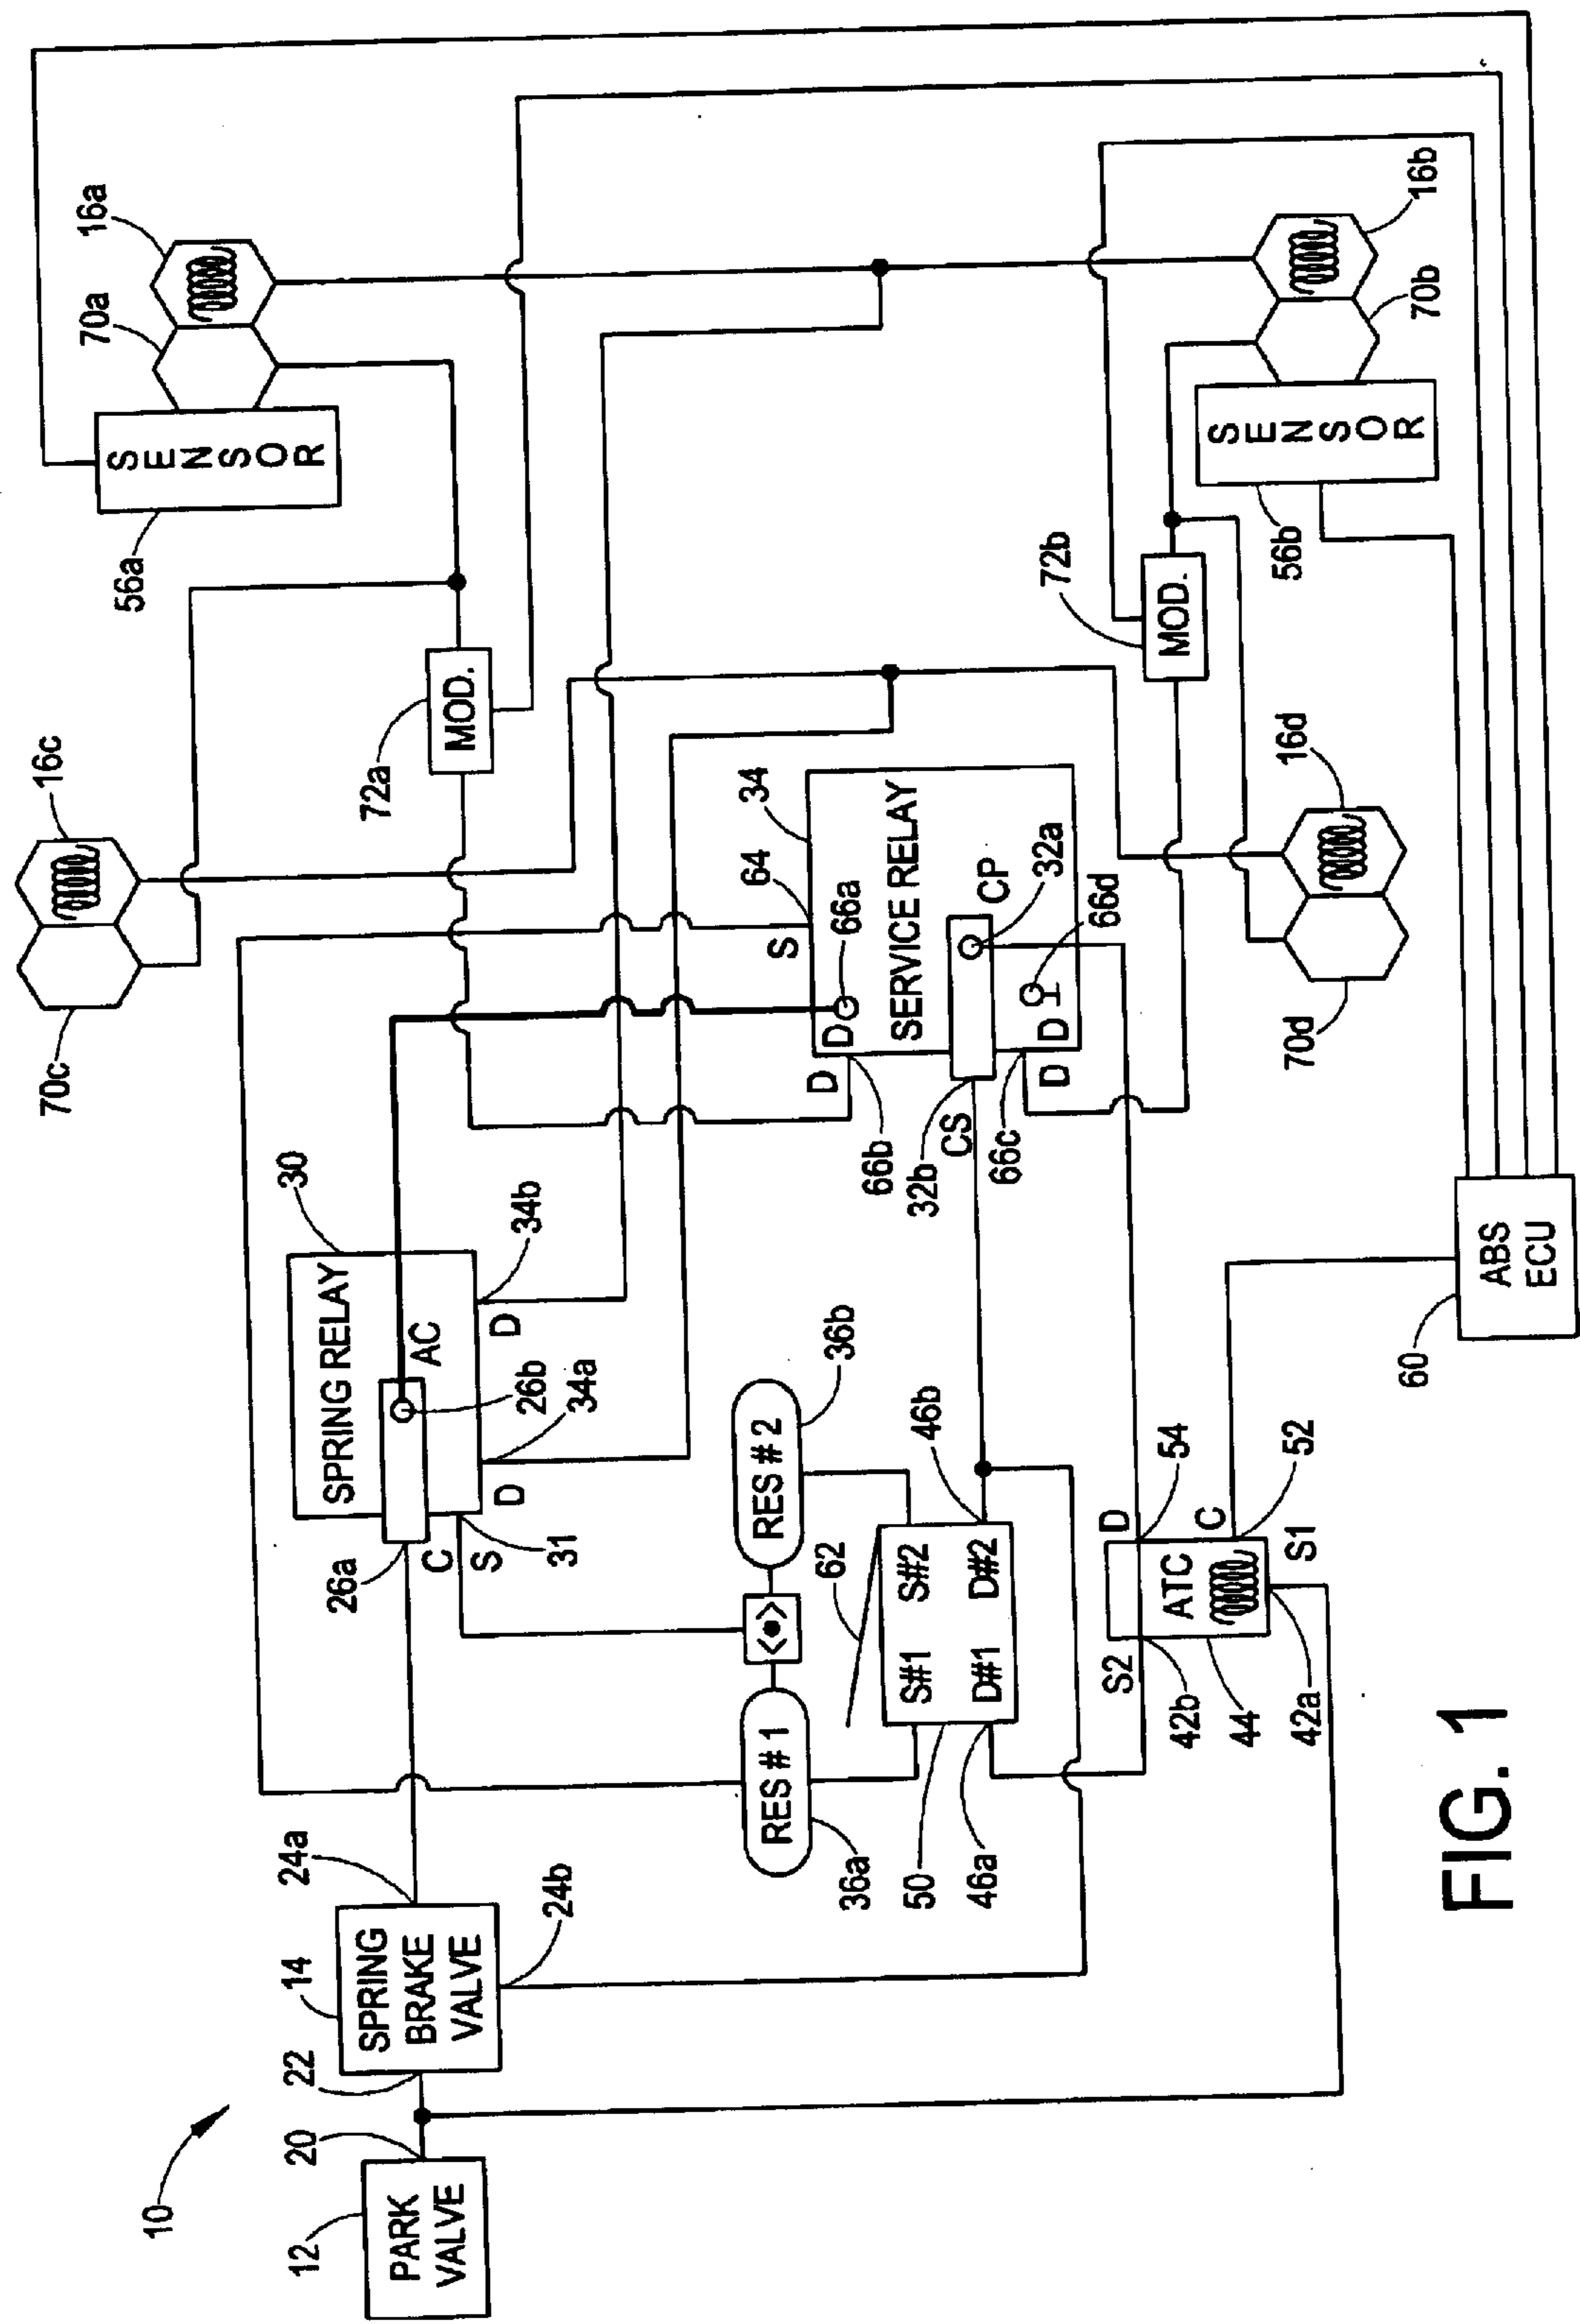 10
12
PARK
VALVE
20
22
14
SPRING
BRAKE
VALVE
24a
24b
26a
SPRING RELAY
30
AC
26b
C
S
31
D
34a
D
34b
RES # 1
36a
<•>
RES # 2
36b
62
S#1
S#2
D#1
D#2
50
46a
46b
S2
42b
44
ATC
42a
S1
D
54
C
52
60
ABS
ECU
SERVICE RELAY
34
64
S
D
66a
D
66b
CP
32a
CS
32b
66c
D
D
66d
70c
16c
72a
MOD.
56a
SENSOR
70a
16a
72b
MOD.
56b
SENSOR
70b
16b
70d
16d
FIG. 1